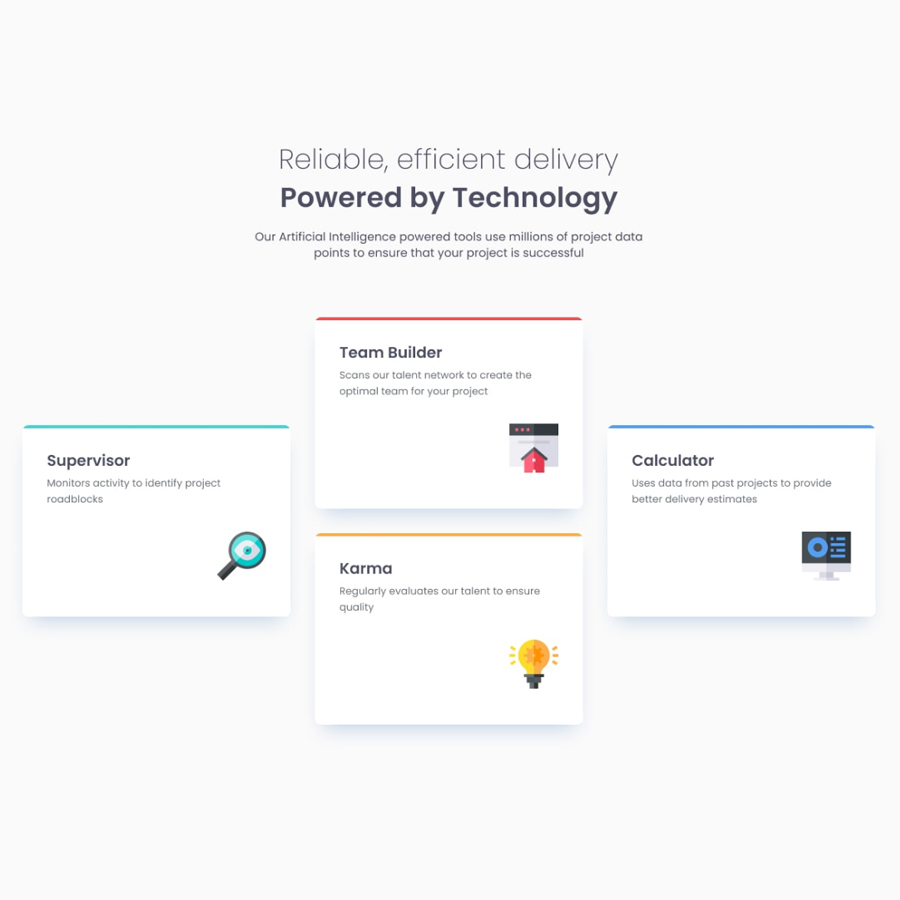 Reliable, efficient delivery
Powered by Technology
Our Artificial Intelligence powered tools use millions of project data
points to ensure that your project is successful
Supervisor
Monitors activity to identify project
roadblocks
Team Builder
Scans our talent network to create the
optimal team for your project
Karma
Regularly evaluates our talent to ensure
quality
Calculator
Uses data from past projects to provide
better delivery estimates